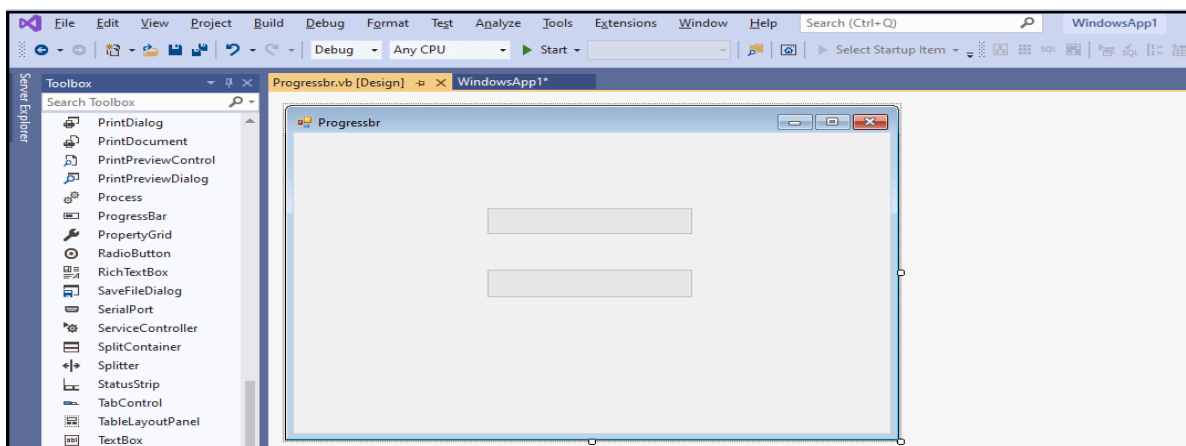 File Edit View Project Build Debug Format Test Analyze Tools Extensions Window Help Search (Ctrl+Q) WindowsApp1
Debug Any CPU Start Select Startup Item SQL
Server Explorer
Toolbox
Progressbr.vb [Design] WindowsApp1*
Search Toolbox
Progressbr
PrintDialog
PrintDocument
PrintPreviewControl
PrintPreviewDialog
Process
ProgressBar
PropertyGrid
RadioButton
RichTextBox
SaveFileDialog
SerialPort
ServiceController
SplitContainer
Splitter
StatusStrip
TabControl
TableLayoutPanel
abl TextBox